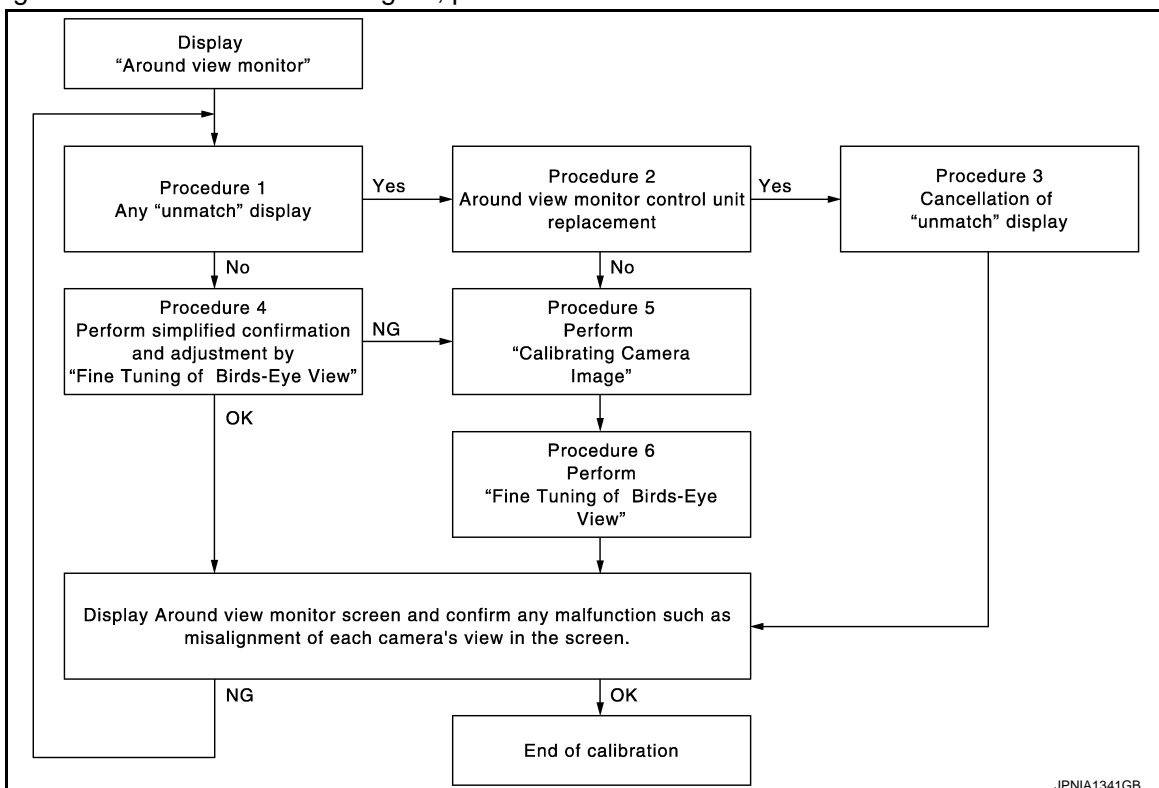 Display
“Around view monitor”
Procedure 1
Any “unmatch” display
Yes
Procedure 2
Around view monitor control unit
replacement
Yes
Procedure 3
Cancellation of
“unmatch” display
No
No
Procedure 4
Perform simplified confirmation
and adjustment by
“Fine Tuning of Birds-Eye View”
NG
Procedure 5
Perform
“Calibrating Camera
Image”
OK
Procedure 6
Perform
“Fine Tuning of Birds-Eye
View”
Display Around view monitor screen and confirm any malfunction such as
misalignment of each camera's view in the screen.
NG
OK
End of calibration
JPNIA1341GB